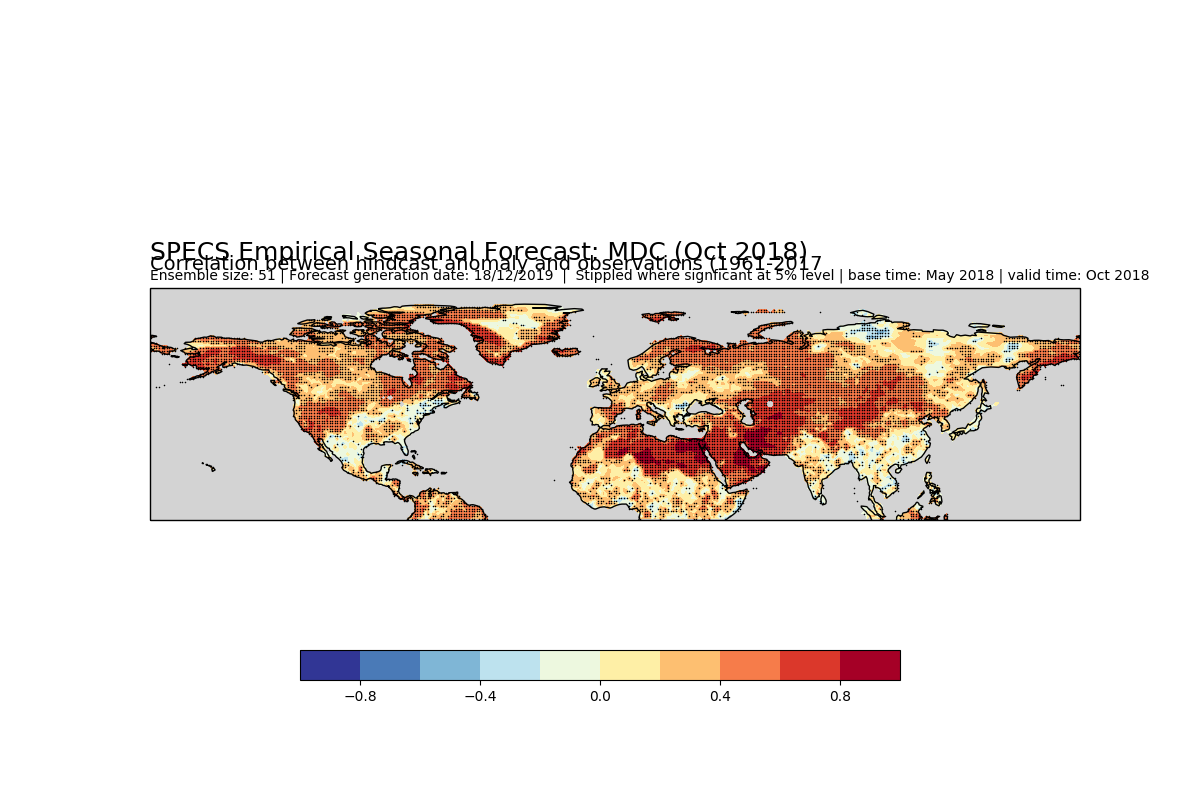 SPECS Empirical Seasonal Forecast: MDC (Oct 2018)
Correlation between hindcast anomaly and observations (1961-2017
Ensemble size: 51 | Forecast generation date: 18/12/2019 | Stippled where signficant at 5% level | base time: May 2018 | valid time: Oct 2018
−0.8 −0.4 0.0 0.4 0.8